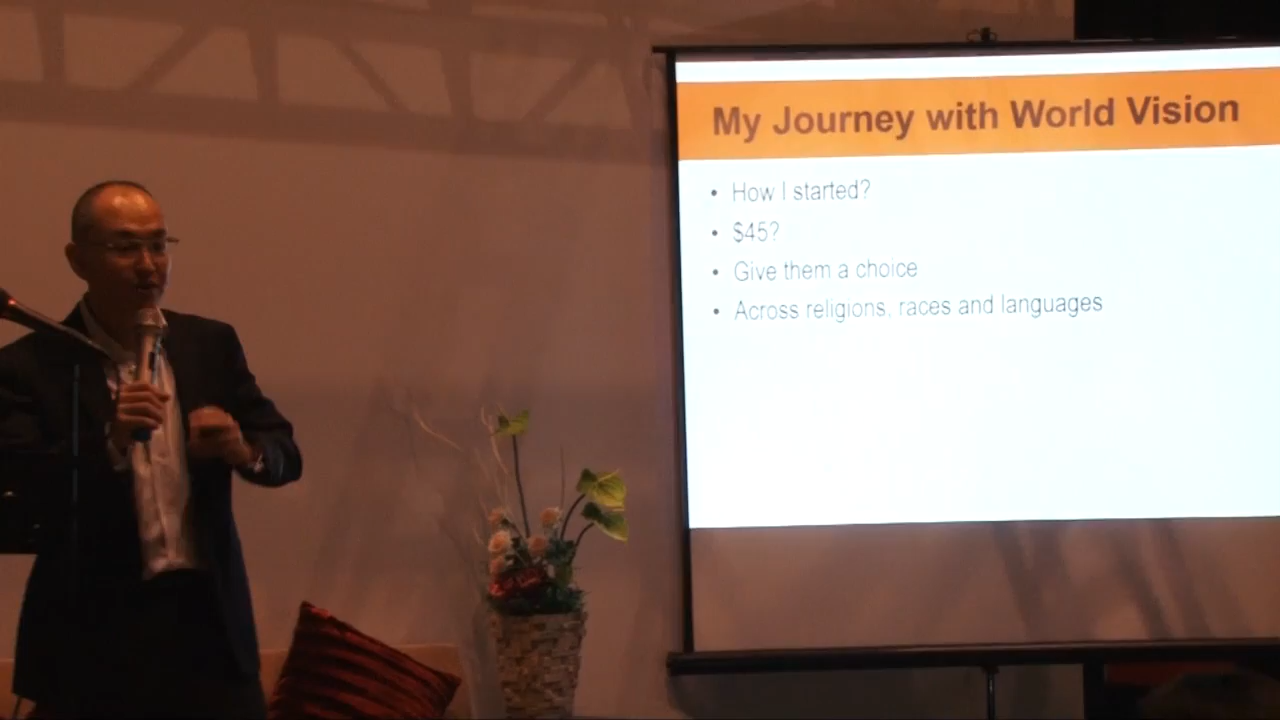 My Journey with World Vision
• How I started?
• $45?
• Give them a choice
• Across religions, races and languages